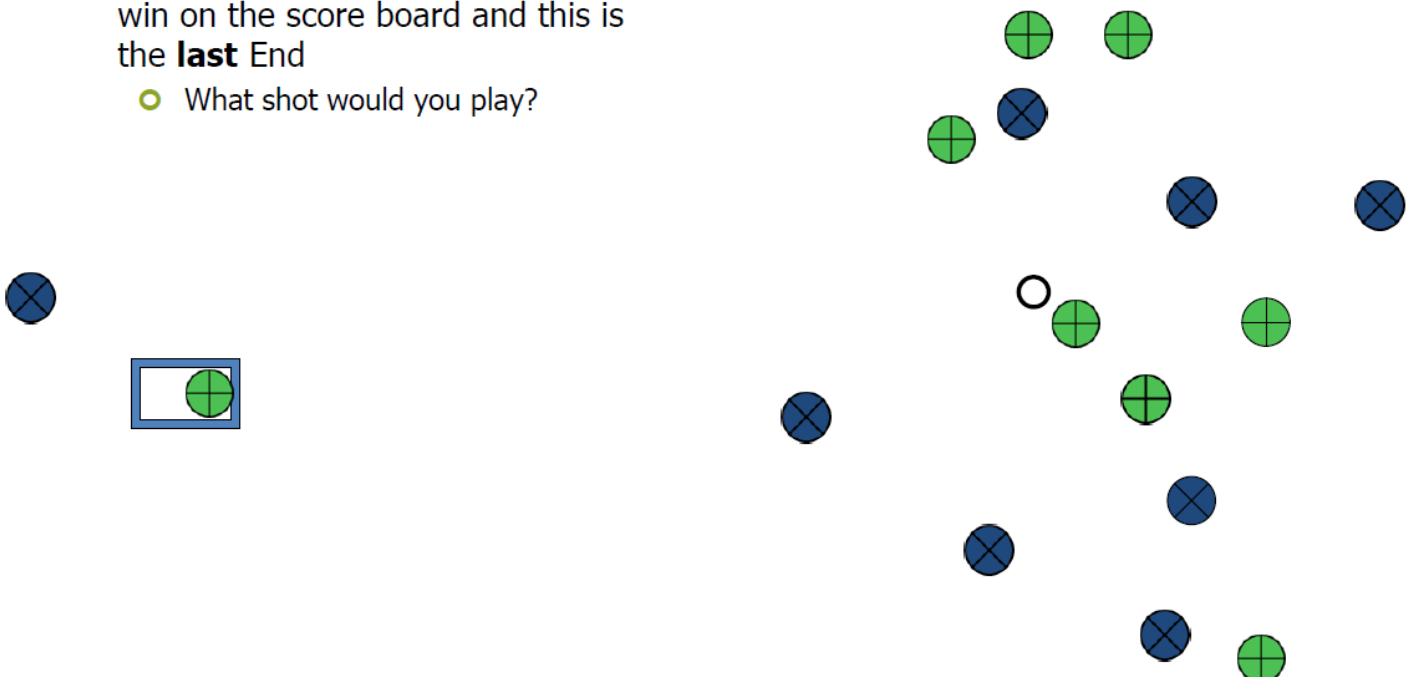 win on the score board and this is
the last End
What shot would you play?